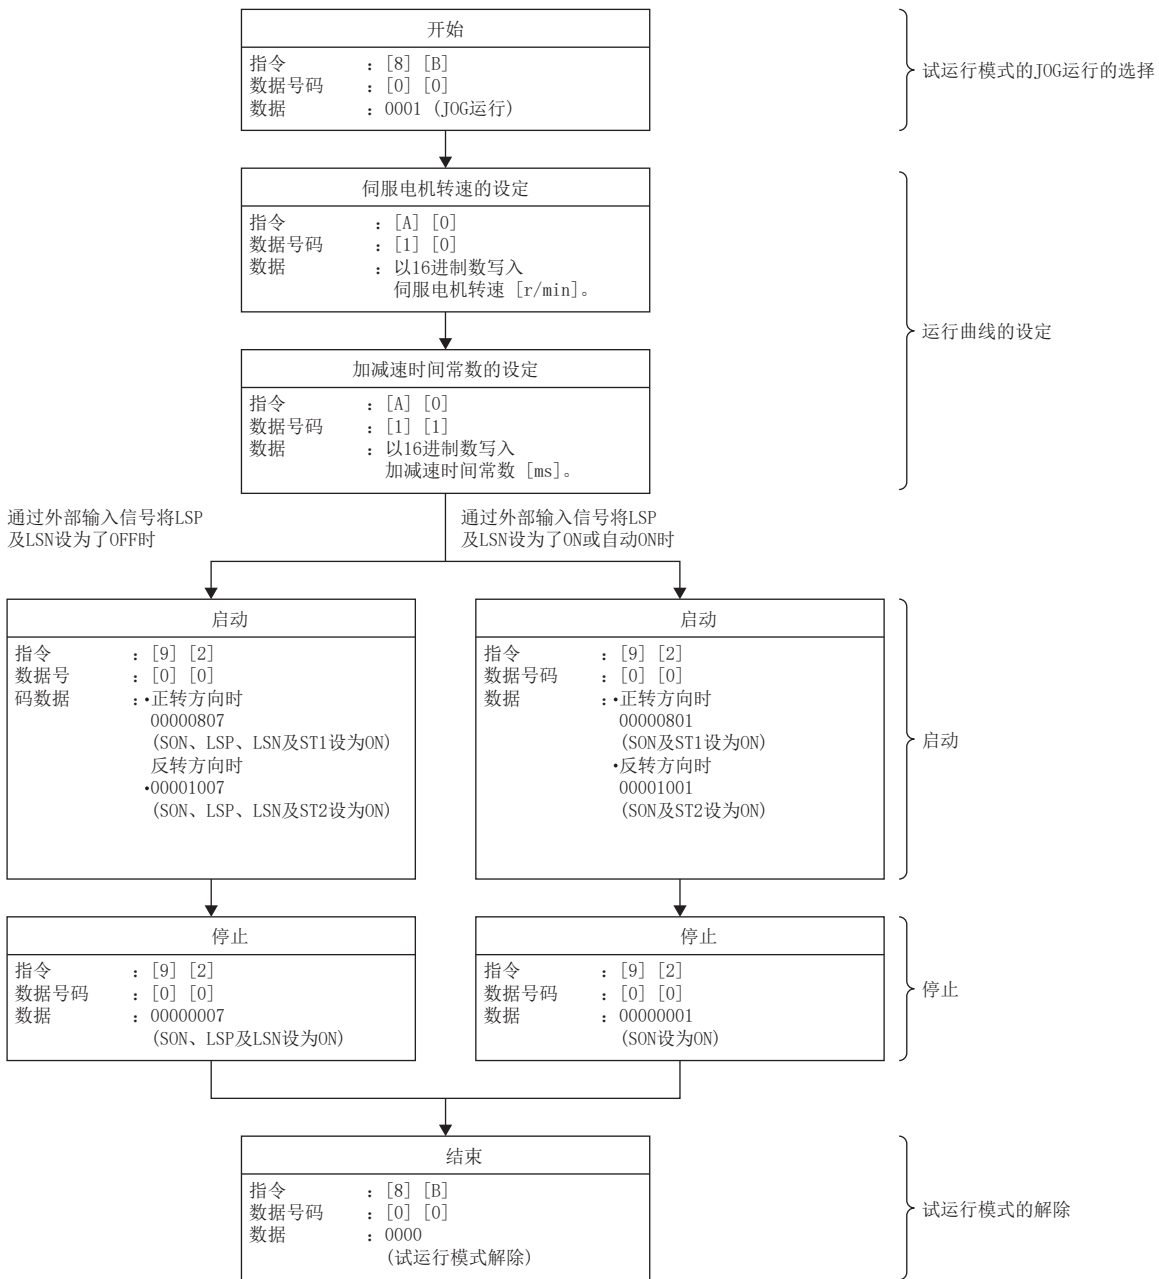 开始
指令 : [8] [B]
数据号码 : [0] [0]
数据 : 0001 (JOG运行)
试运行模式的JOG运行的选择
伺服电机转速的设定
指令 : [A] [0]
数据号码 : [1] [0]
数据 : 以16进制数写入
伺服电机转速 [r/min]。
加减速时间常数的设定
指令 : [A] [0]
数据号码 : [1] [1]
数据 : 以16进制数写入
加减速时间常数 [ms]。
运行曲线的设定
通过外部输入信号将LSP
及LSN设为了OFF时
通过外部输入信号将LSP
及LSN设为了ON或自动ON时
启动
指令 : [9] [2]
数据号 : [0] [0]
码数据 : •正转方向时
00000807
(SON、LSP、LSN及ST1设为ON)
反转方向时
•00001007
(SON、LSP、LSN及ST2设为ON)
启动
指令 : [9] [2]
数据号码 : [0] [0]
数据 : •正转方向时
00000801
(SON及ST1设为ON)
•反转方向时
00001001
(SON及ST2设为ON)
启动
停止
指令 : [9] [2]
数据号码 : [0] [0]
数据 : 00000007
(SON、LSP及LSN设为ON)
停止
指令 : [9] [2]
数据号码 : [0] [0]
数据 : 00000001
(SON设为ON)
停止
结束
指令 : [8] [B]
数据号码 : [0] [0]
数据 : 0000
(试运行模式解除)
试运行模式的解除